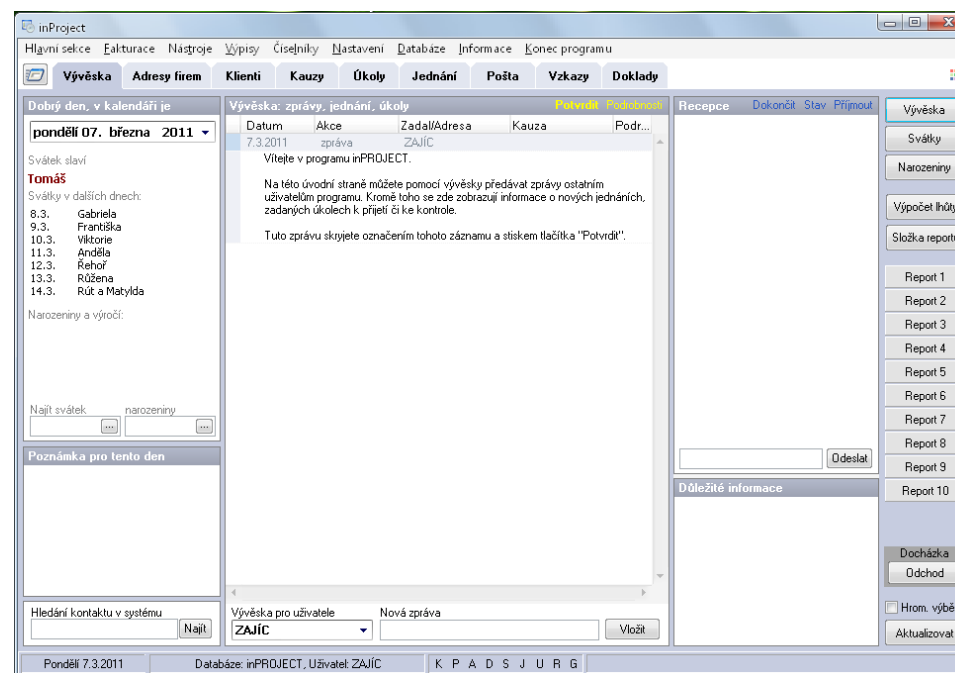 inProject
Hlavní sekce Fakturace Nástroje Výpisy Číselníky Nastavení Databáze Informace Konec programu
Vývěska Adresy firem Klienti Kauzy Úkoly Jednání Pošta Vzkazy Doklady
Dobrý den, v kalendáři je
pondělí 07. března 2011
Svátek slaví
Tomáš
Svátky v dalších dnech:
8.3. Gabriela
9.3. Františka
10.3. Viktorie
11.3. Anděla
12.3. Řehoř
13.3. Růžena
14.3. Rút a Matylda
Narozeniny a výročí:
Najít svátek narozeniny
... ...
Poznámka pro tento den
Hledání kontaktu v systému
Najít
Vývěska: zprávy, jednání, úkoly Potvrdit Podrobnosti
Datum Akce Zadal/Adresa Kauza Podr...
7.3.2011 zpráva ZAJÍC
Vítejte v programu inPROJECT.
Na této úvodní straně můžete pomocí vývěsky předávat zprávy ostatním
uživatelům programu. Kromě toho se zde zobrazují informace o nových jednáních,
zadaných úkolech k přijetí či ke kontrole.
Tuto zprávu skryjete označením tohoto záznamu a stiskem tlačítka "Potvrdit".
Vývěska pro uživatele Nová zpráva
ZAJÍC Vložit
Recepce Dokončit Stav Přijmout
Odeslat
Důležité informace
Vývěska
Svátky
Narozeniny
Výpočet lhůty
Složka reportů
Report 1
Report 2
Report 3
Report 4
Report 5
Report 6
Report 7
Report 8
Report 9
Report 10
Docházka
Odchod
Hrom. výbě
Aktualizovat
Pondělí 7.3.2011 Databáze: inPROJECT, Uživatel: ZAJÍC K P A D S J U R G